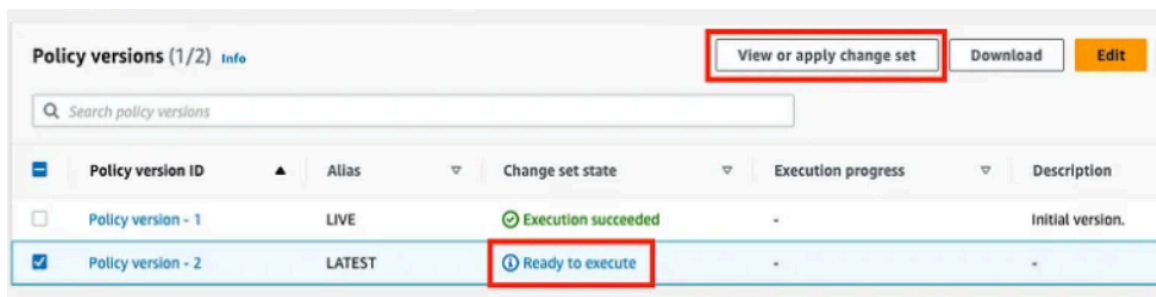 Policy versions (1/2) Info
View or apply change set
Download
Edit
Search policy versions
Policy version ID Alias Change set state Execution progress Description
Policy version - 1 LIVE Execution succeeded - Initial version.
Policy version - 2 LATEST Ready to execute - -